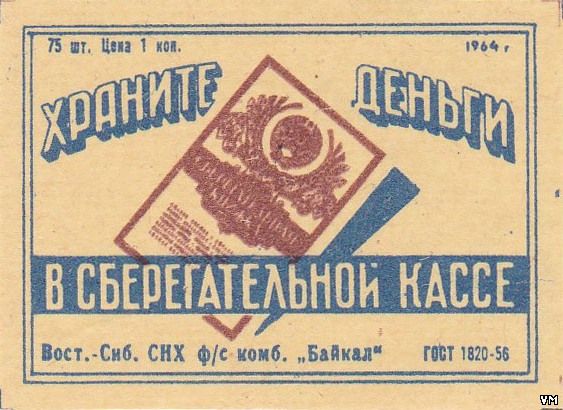 75 шт. Цена 1 коп. 1964 г
ХРАНИТЕ ДЕНЬГИ
В СБЕРЕГАТЕЛЬНОЙ КАССЕ
Вост.-Сиб. СНХ ф/с комб. „Байкал“ ГОСТ 1820-56
VM